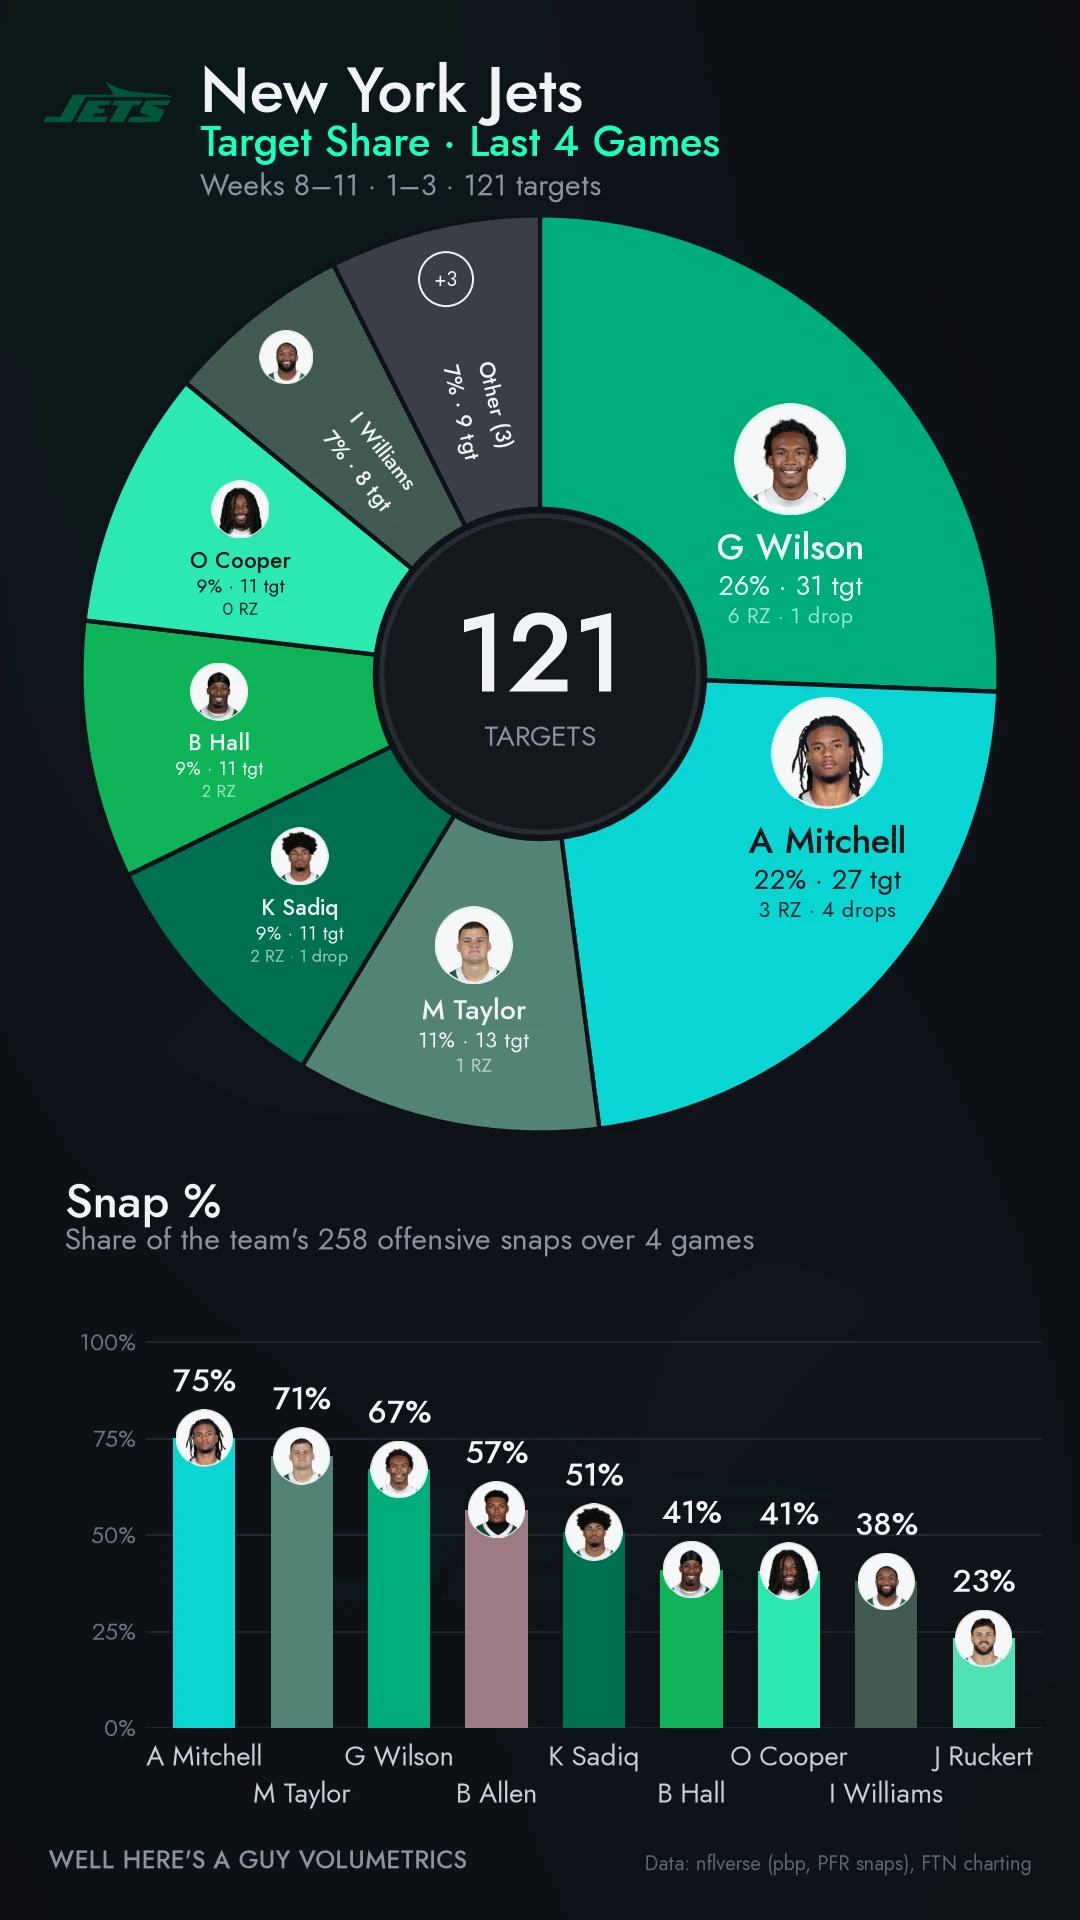 JETS
New York Jets
Target Share · Last 4 Games
Weeks 8–11 · 1–3 · 121 targets
+3
Other (3)
7% · 9 tgt
I Williams
7% · 8 tgt
G Wilson
26% · 31 tgt
6 RZ · 1 drop
O Cooper
9% · 11 tgt
0 RZ
121
TARGETS
B Hall
9% · 11 tgt
2 RZ
A Mitchell
22% · 27 tgt
3 RZ · 4 drops
K Sadiq
9% · 11 tgt
2 RZ · 1 drop
M Taylor
11% · 13 tgt
1 RZ
Snap %
Share of the team's 258 offensive snaps over 4 games
100%
75%
50%
25%
0%
75%
71%
67%
57%
51%
41%
41%
38%
23%
A Mitchell
M Taylor
G Wilson
B Allen
K Sadiq
B Hall
O Cooper
I Williams
J Ruckert
WELL HERE'S A GUY VOLUMETRICS
Data: nflverse (pbp, PFR snaps), FTN charting